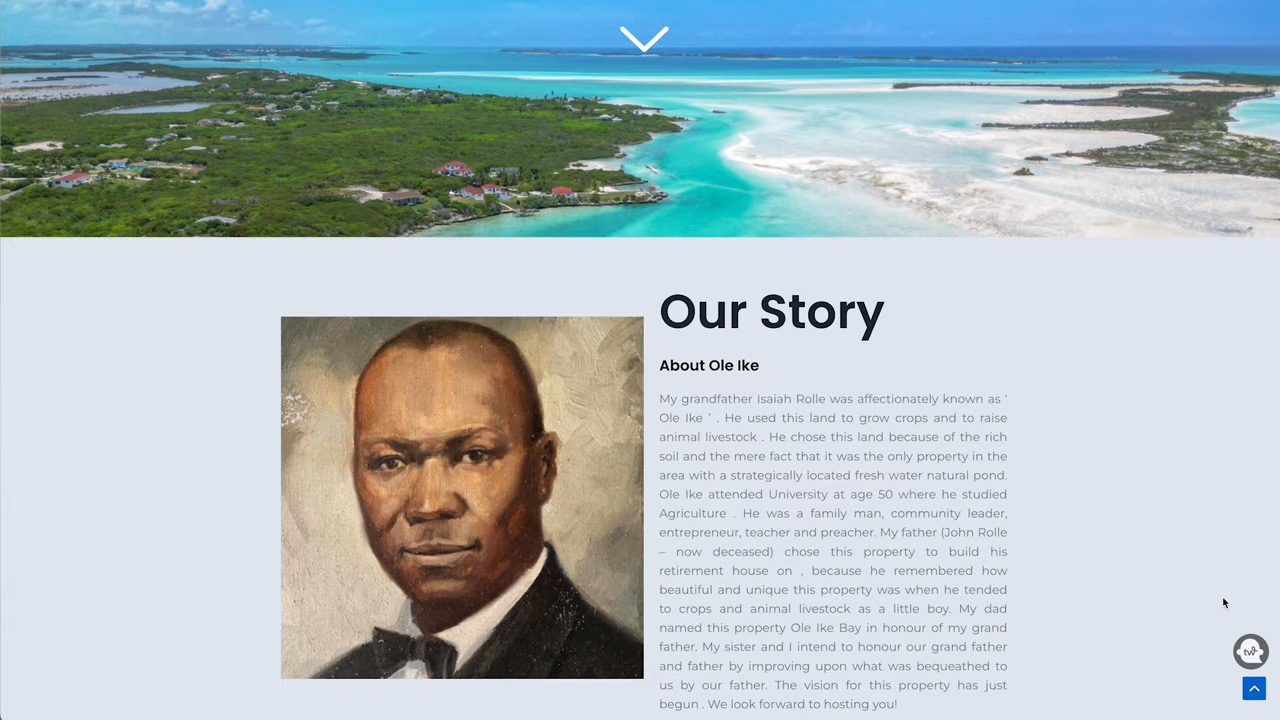 Our Story
About Ole Ike
My grandfather Isaiah Rolle was affectionately known as ‘
Ole Ike ’ . He used this land to grow crops and to raise
animal livestock . He chose this land because of the rich
soil and the mere fact that it was the only property in the
area with a strategically located fresh water natural pond.
Ole Ike attended University at age 50 where he studied
Agriculture . He was a family man, community leader,
entrepreneur, teacher and preacher. My father (John Rolle
– now deceased) chose this property to build his
retirement house on , because he remembered how
beautiful and unique this property was when he tended
to crops and animal livestock as a little boy. My dad
named this property Ole Ike Bay in honour of my grand
father. My sister and I intend to honour our grand father
and father by improving upon what was bequeathed to
us by our father. The vision for this property has just
begun . We look forward to hosting you!